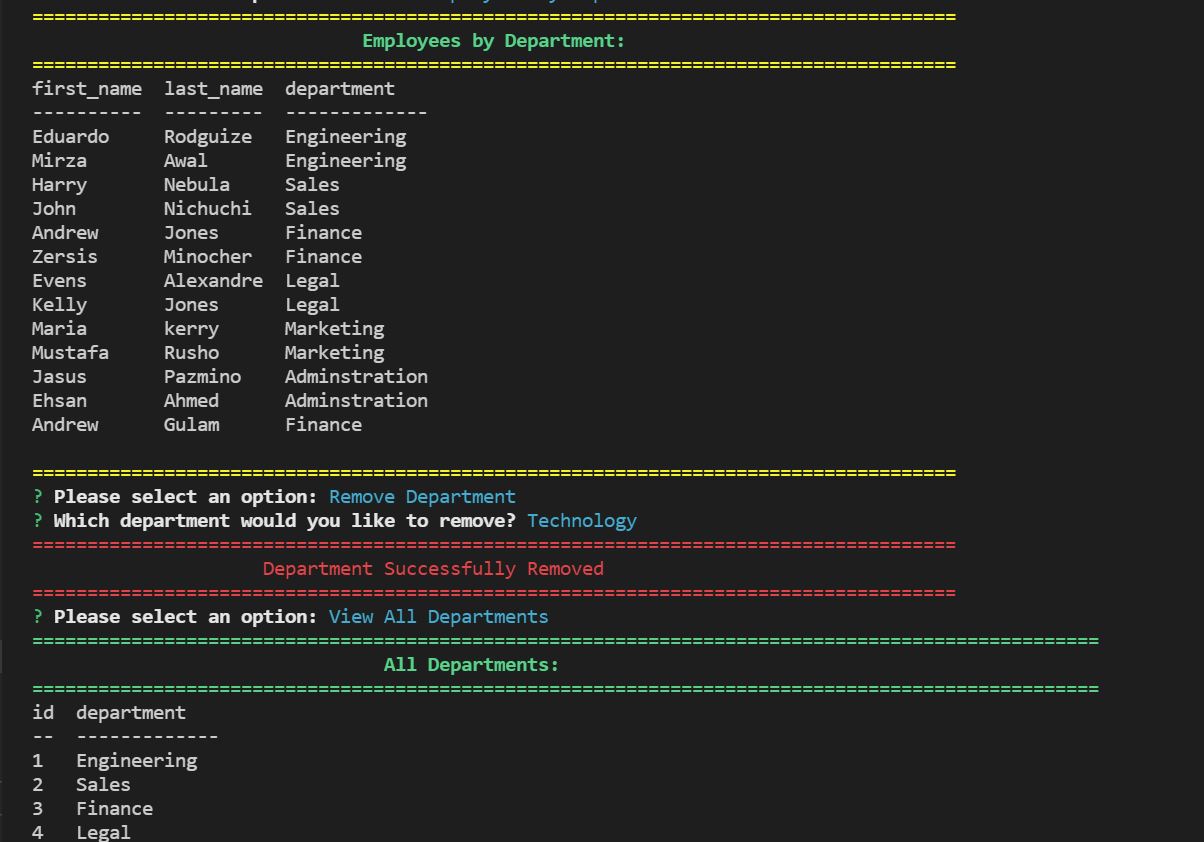 ================================================================================
Employees by Department:
================================================================================
first_name  last_name  department
----------  ---------  -------------
Eduardo     Rodguize   Engineering
Mirza       Awal       Engineering
Harry       Nebula     Sales
John        Nichuchi   Sales
Andrew      Jones      Finance
Zersis      Minocher   Finance
Evens       Alexandre  Legal
Kelly       Jones      Legal
Maria       kerry      Marketing
Mustafa     Rusho      Marketing
Jasus       Pazmino    Adminstration
Ehsan       Ahmed      Adminstration
Andrew      Gulam      Finance
====================================================================================
? Please select an option: Remove Department
? Which department would you like to remove? Technology
====================================================================================
Department Successfully Removed
====================================================================================
? Please select an option: View All Departments
=================================================================================================
All Departments:
=================================================================================================
id  department
--  -------------
1   Engineering
2   Sales
3   Finance
4   Legal